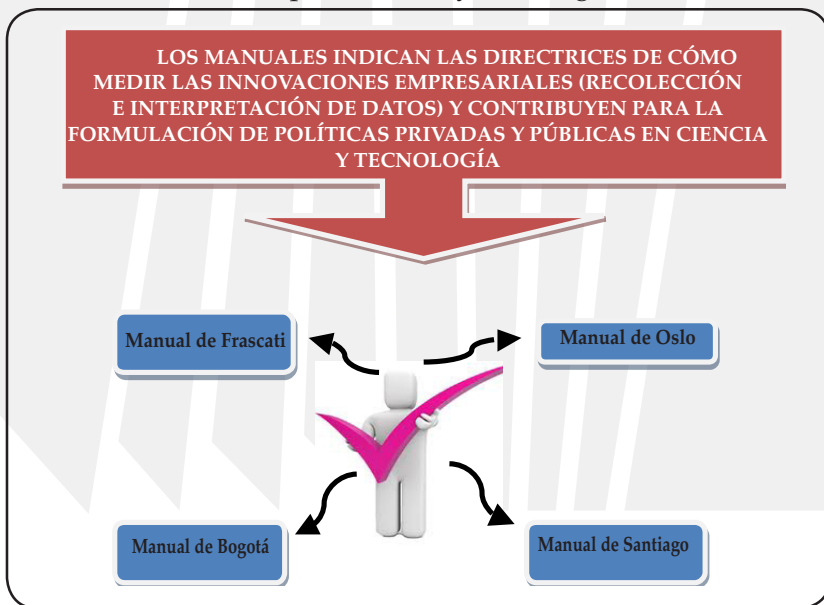 LOS MANUALES INDICAN LAS DIRECTRICES DE CÓMO
MEDIR LAS INNOVACIONES EMPRESARIALES (RECOLECCIÓN
E INTERPRETACIÓN DE DATOS) Y CONTRIBUYEN PARA LA
FORMULACIÓN DE POLÍTICAS PRIVADAS Y PÚBLICAS EN CIENCIA
Y TECNOLOGÍA
Manual de Frascati
Manual de Oslo
Manual de Bogotá
Manual de Santiago